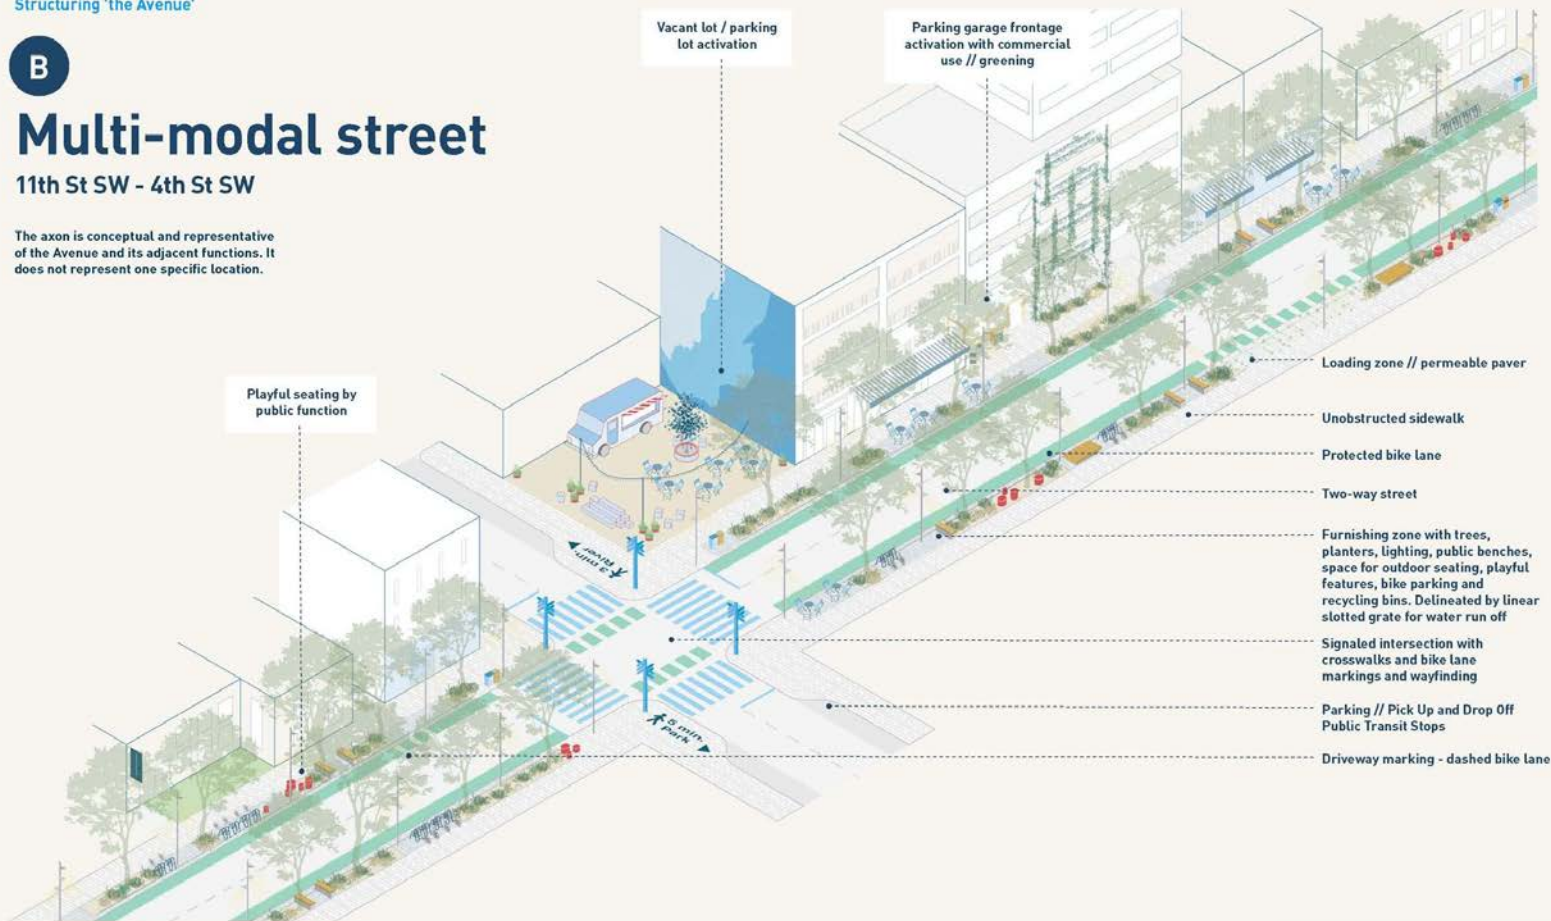 Structuring 'the Avenue'
B
Multi-modal street
11th St SW - 4th St SW
The axon is conceptual and representative
of the Avenue and its adjacent functions. It
does not represent one specific location.
Vacant lot / parking
lot activation
Parking garage frontage
activation with commercial
use // greening
Playful seating by
public function
Loading zone // permeable paver
Unobstructed sidewalk
Protected bike lane
Two-way street
Furnishing zone with trees,
planters, lighting, public benches,
space for outdoor seating, playful
features, bike parking and
recycling bins. Delineated by linear
slotted grate for water run off
Signaled intersection with
crosswalks and bike lane
markings and wayfinding
Parking // Pick Up and Drop Off
Public Transit Stops
Driveway marking - dashed bike lane
3 min.
River
5 min.
Park